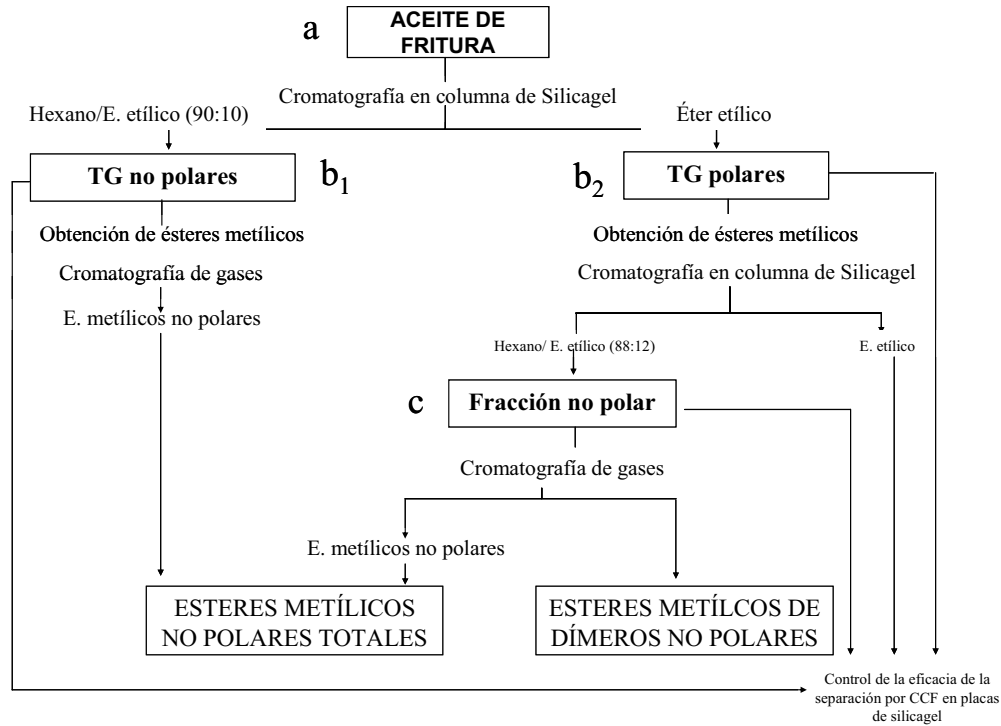 a
ACEITE DE
FRITURA
Cromatografía en columna de Silicagel
Hexano/E. etílico (90:10)
Éter etílico
TG no polares
b1
b2
TG polares
Obtención de ésteres metílicos
Obtención de ésteres metílicos
Cromatografía de gases
Cromatografía en columna de Silicagel
E. metílicos no polares
Hexano/ E. etílico (88:12)
E. etílico
c
Fracción no polar
Cromatografía de gases
E. metílicos no polares
ESTERES METÍLICOS
NO POLARES TOTALES
ESTERES METÍLCOS DE
DÍMEROS NO POLARES
Control de la eficacia de la
separación por CCF en placas
de silicagel